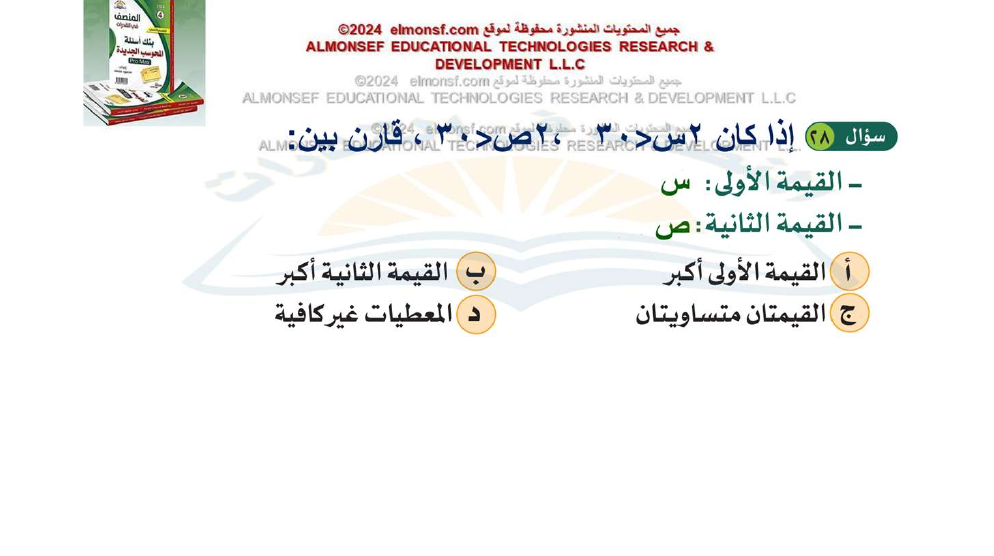 جميع المحتويات المنشورة محفوظة لموقع elmonsf.com ©2024
ALMONSEF EDUCATIONAL TECHNOLOGIES RESEARCH &
DEVELOPMENT L.L.C
جميع المحتويات المنشورة محفوظة لموقع elmonsf.com ©2024
ALMONSEF EDUCATIONAL TECHNOLOGIES RESEARCH & DEVELOPMENT L.L.C
سؤال ٢٨ إذا كان ٢س<٣٠ ،٢ص<٣٠ ، قارن بين:
– القيمة الأولى: س
– القيمة الثانية: ص
أ القيمة الأولى أكبر
ب القيمة الثانية أكبر
ج القيمتان متساويتان
د المعطيات غير كافية
المنصف
في القدرات
بنك أسئلة
المحوسب الجديدة
Pro Max